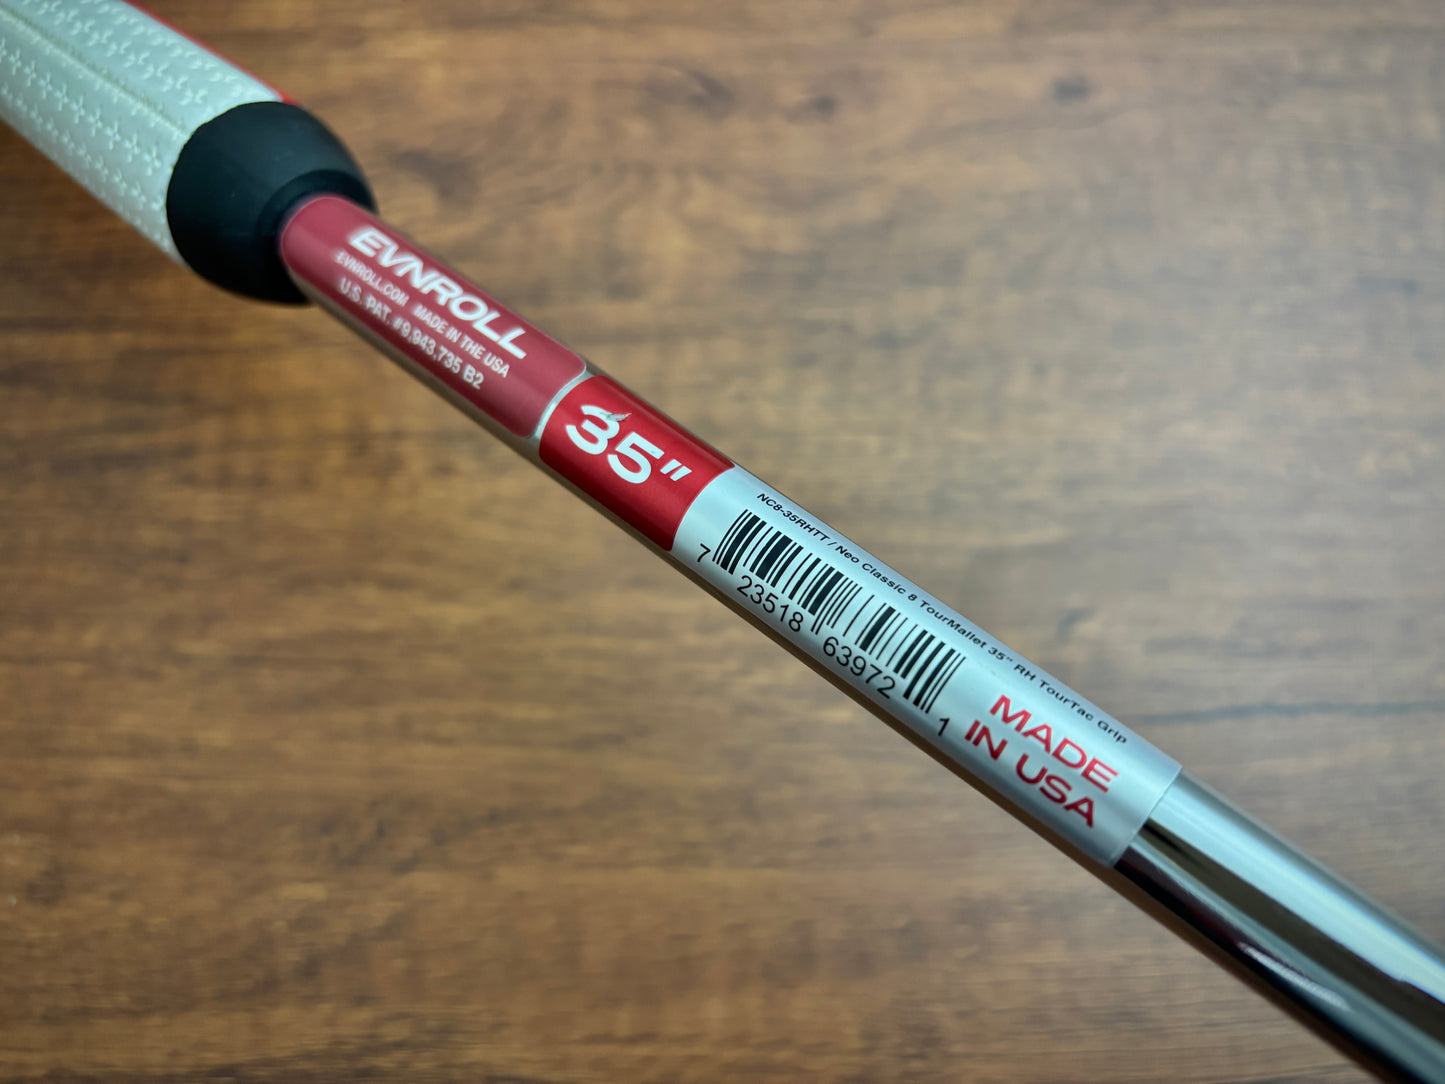 EVNROLL
EVNROLL.COM MADE IN THE USA
U.S. PAT. #9,943,735 B2
35"
NC8-35RHTT / Neo Classic 8 TourMallet 35" RH TourTac Grip
7 23518 63972 1
MADE
IN USA